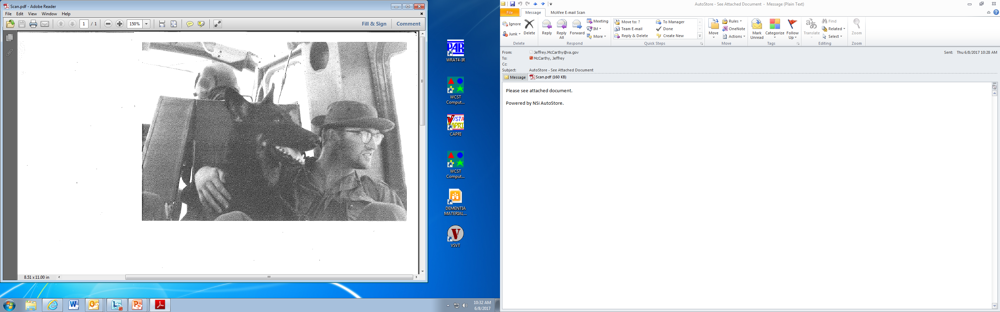 Scan.pdf - Adobe Reader
File Edit View Window Help
1 / 1 150% Fill & Sign Comment
8.51 x 11.00 in
WRAT4-IR
WCST
Comput...
CAPRI
WCST
Comput...
DEMENTIA
MATERIAL...
VSVT
10:32 AM
6/8/2017
AutoStore - See Attached Document - Message (Plain Text)
File Message McAfee E-mail Scan
Ignore
Junk
Delete
Delete
Reply
Reply All
Forward
Meeting
IM
More
Respond
Move to: ?
Team E-mail
Reply & Delete
To Manager
Done
Create New
Quick Steps
Move
Rules
OneNote
Actions
Move
Mark Unread
Categorize
Follow Up
Tags
Translate
Find
Related
Select
Editing
Zoom
Zoom
From: Jeffrey.McCarthy@va.gov
Sent: Thu 6/8/2017 10:28 AM
To: McCarthy, Jeffrey
Cc:
Subject: AutoStore - See Attached Document
Message Scan.pdf (160 KB)
Please see attached document.
Powered by NSi AutoStore.